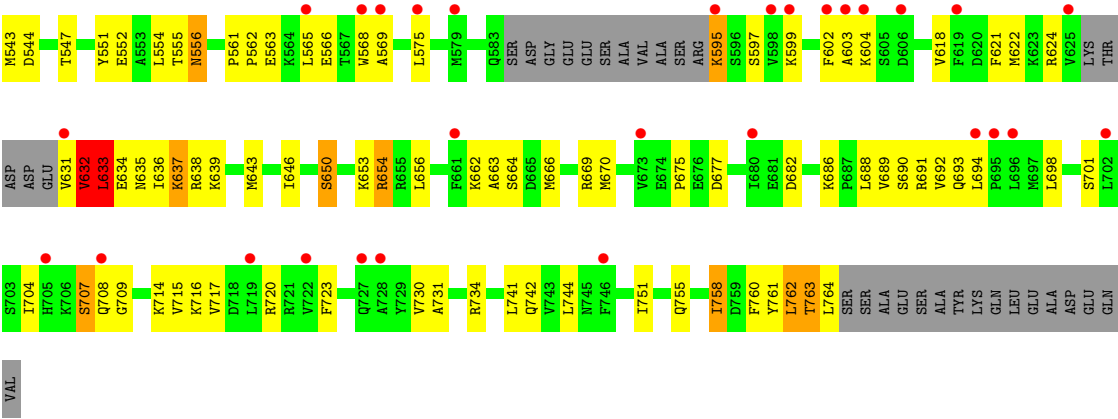 M543 D544 T547 Y551 E552 A553 L554 T555 N556 P561 P562 E563 K564 L565 E566 T567 W568 A569 L575 M579 Q583 SER ASP GLY GLU GLU SER ALA VAL ALA SER ARG K595 S596 S597 V598 K599 F602 A603 K604 S605 D606 V618 F619 D620 F621 M622 K623 R624 V625 LYS THR
ASP ASP GLU V631 V632 L633 E634 N635 I636 K637 R638 K639 M643 I646 S650 K653 R654 R655 L656 F661 K662 A663 S664 D665 M666 R669 M670 V673 E674 P675 E676 D677 I680 E681 D682 K686 P687 L688 V689 S690 R691 V692 Q693 L694 P695 L696 M697 L698 S701 L702
S703 I704 H705 K706 S707 Q708 G709 K714 V715 K716 V717 D718 L719 R720 R721 V722 F723 Q727 A728 Y729 V730 A731 R734 L741 Q742 V743 L744 N745 F746 I751 Q755 I758 D759 F760 Y761 L762 T763 L764 SER SER ALA GLU SER ALA TYR LYS GLN LEU GLU ALA ASP GLU GLN
VAL